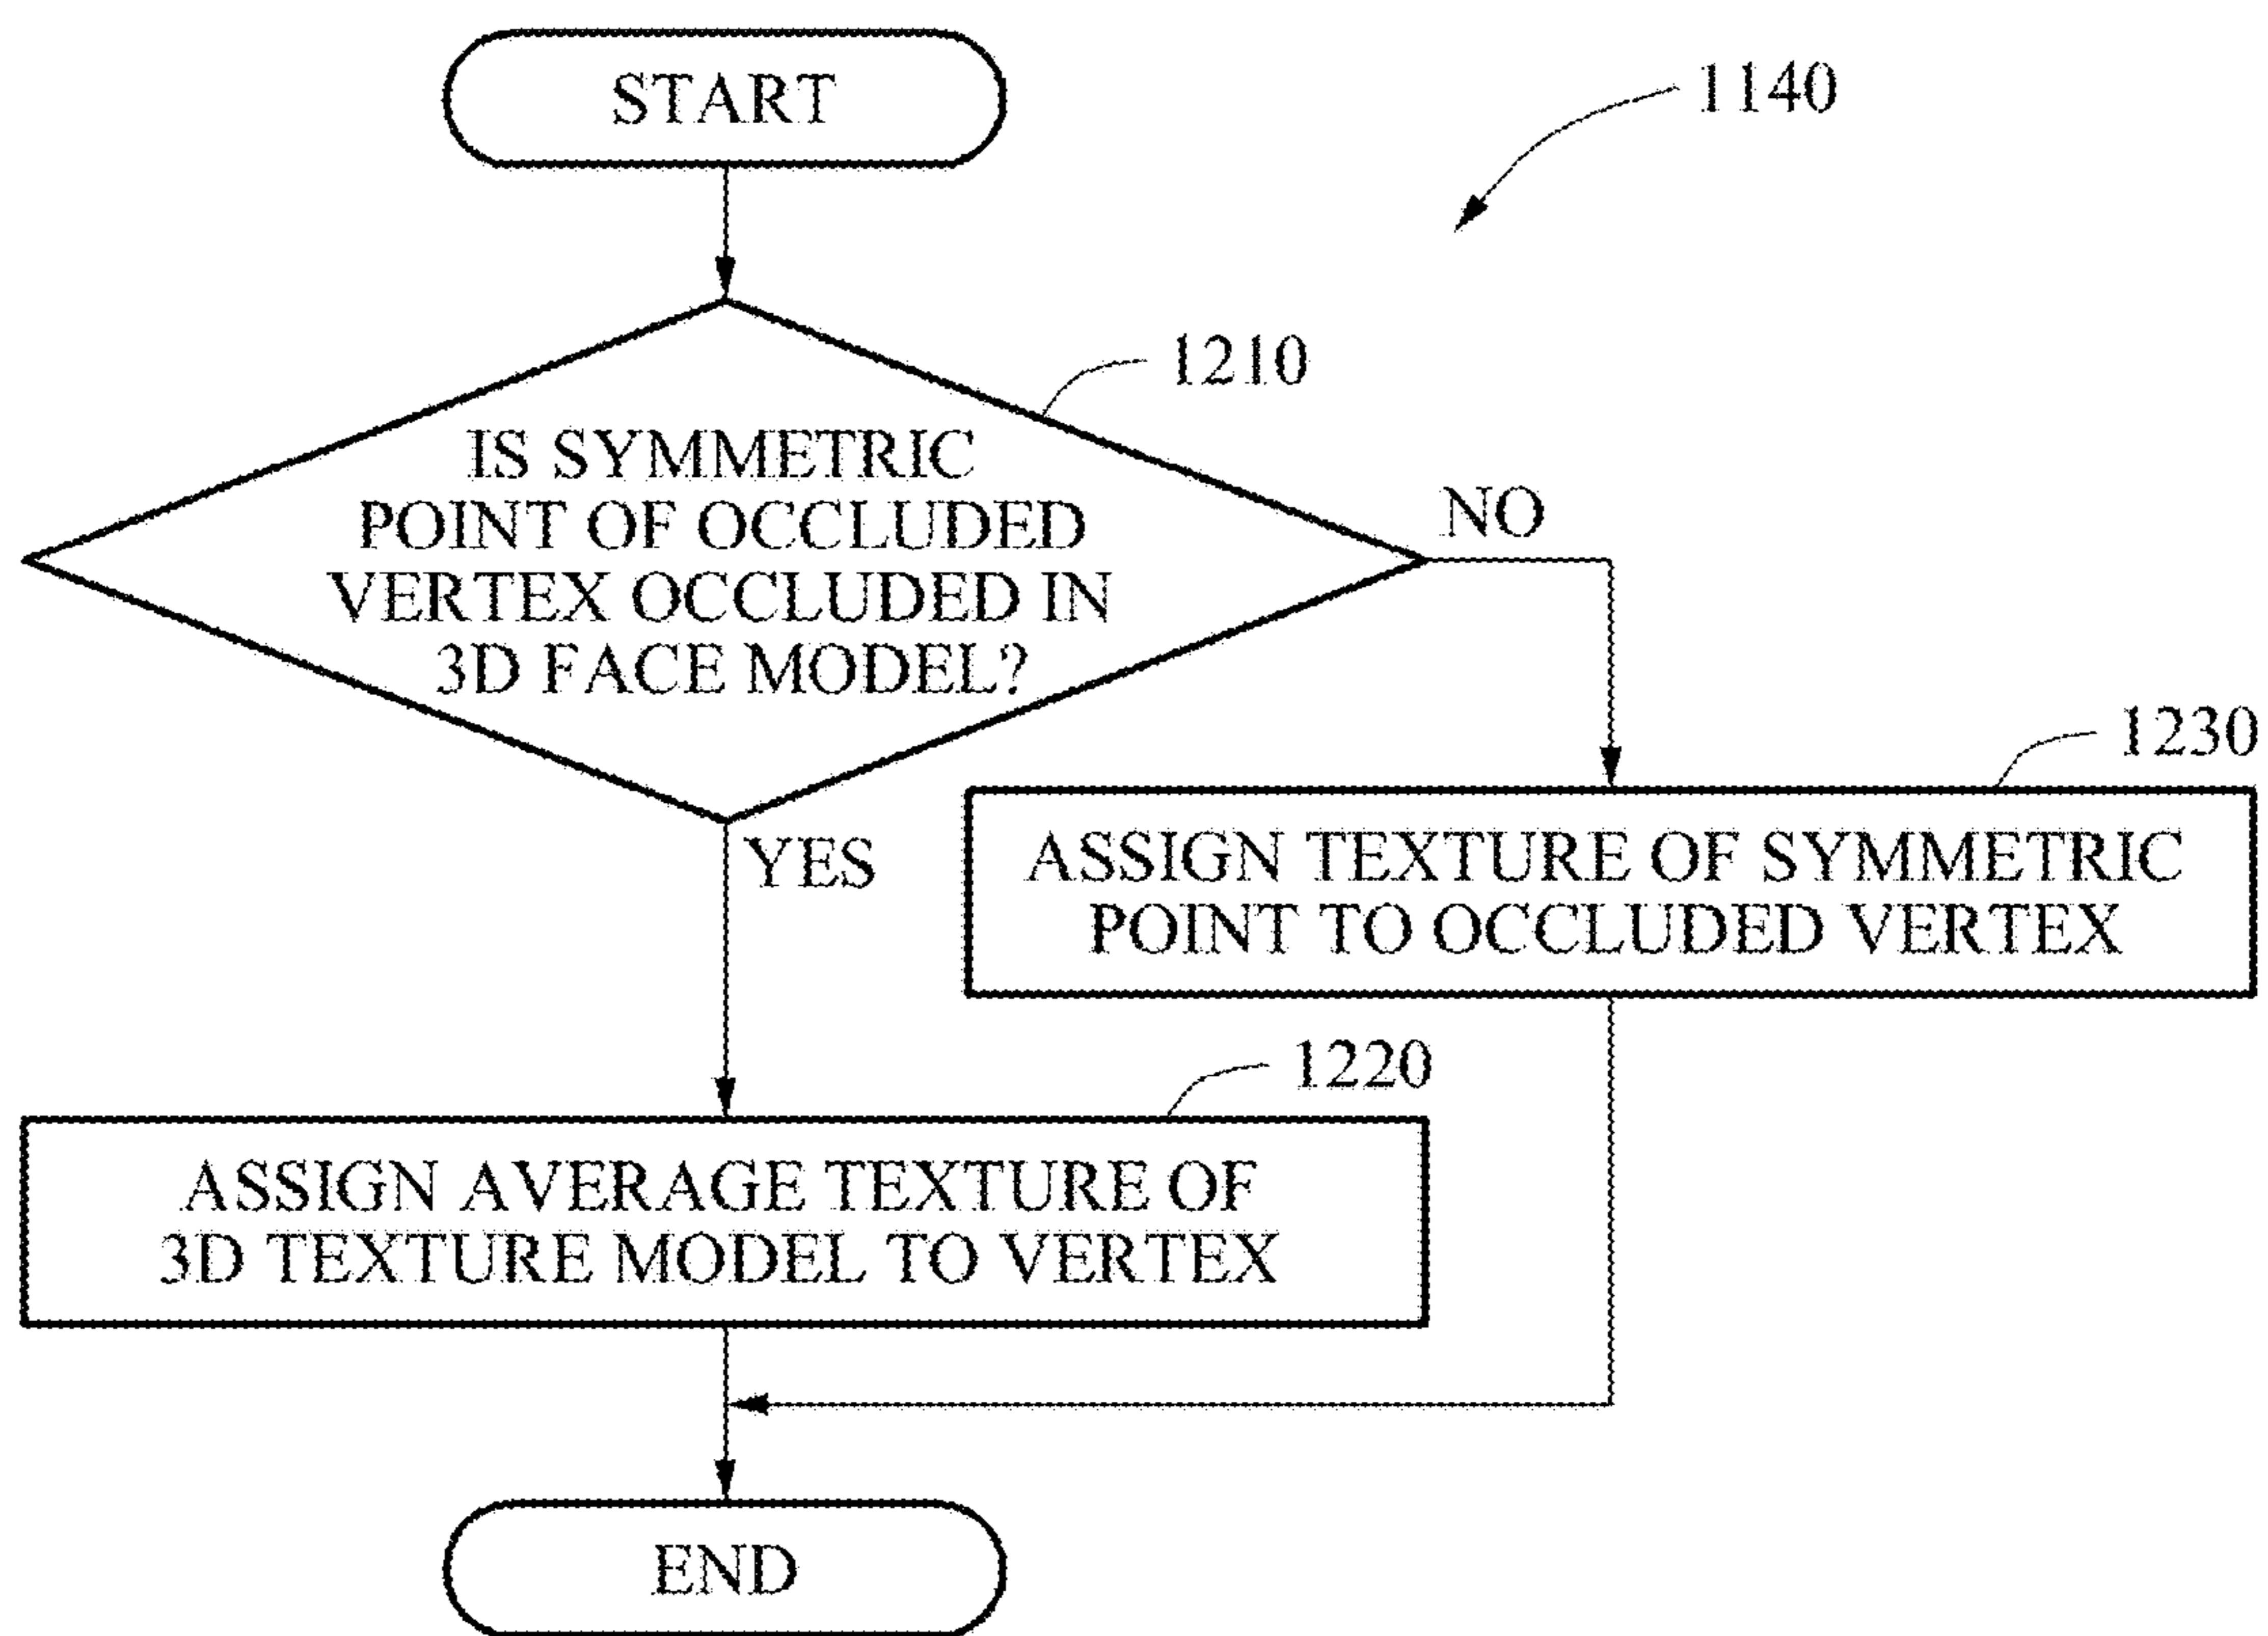 START
1140
1210
IS SYMMETRIC
POINT OF OCCLUDED
VERTEX OCCLUDED IN
3D FACE MODEL?
NO
YES
1230
ASSIGN TEXTURE OF SYMMETRIC
POINT TO OCCLUDED VERTEX
1220
ASSIGN AVERAGE TEXTURE OF
3D TEXTURE MODEL TO VERTEX
END